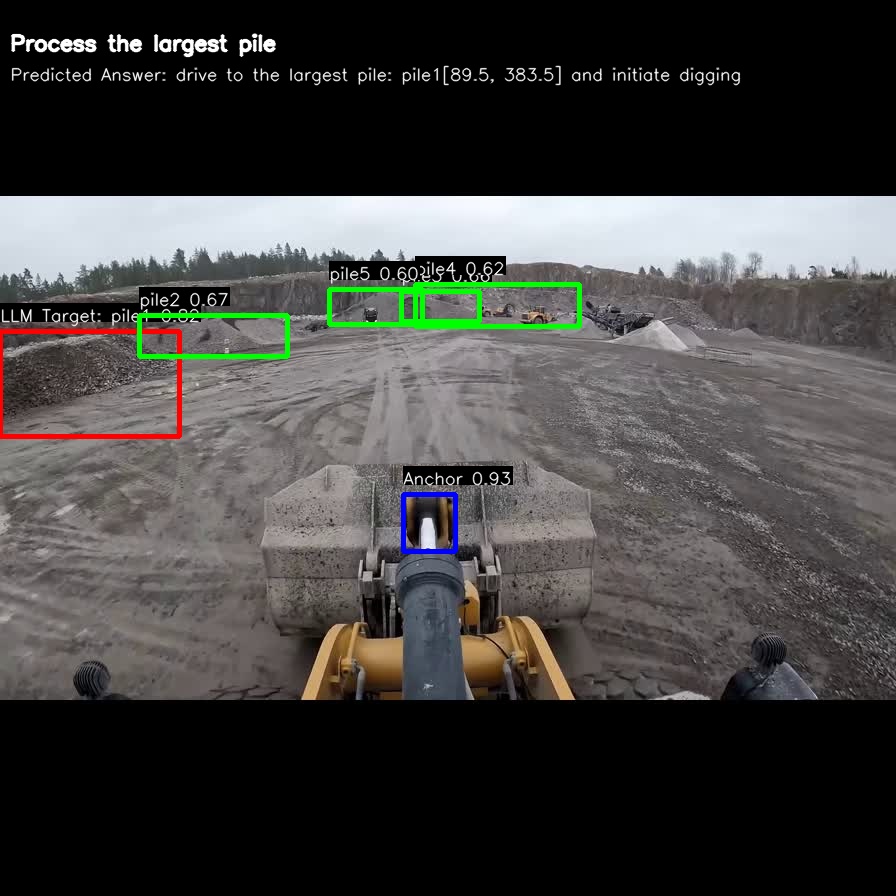 Process the largest pile
Predicted Answer: drive to the largest pile: pile1[89.5, 383.5] and initiate digging
pile5 0.60
pile4 0.62
pile2 0.67
LLM Target: pile1 0.82
Anchor 0.93